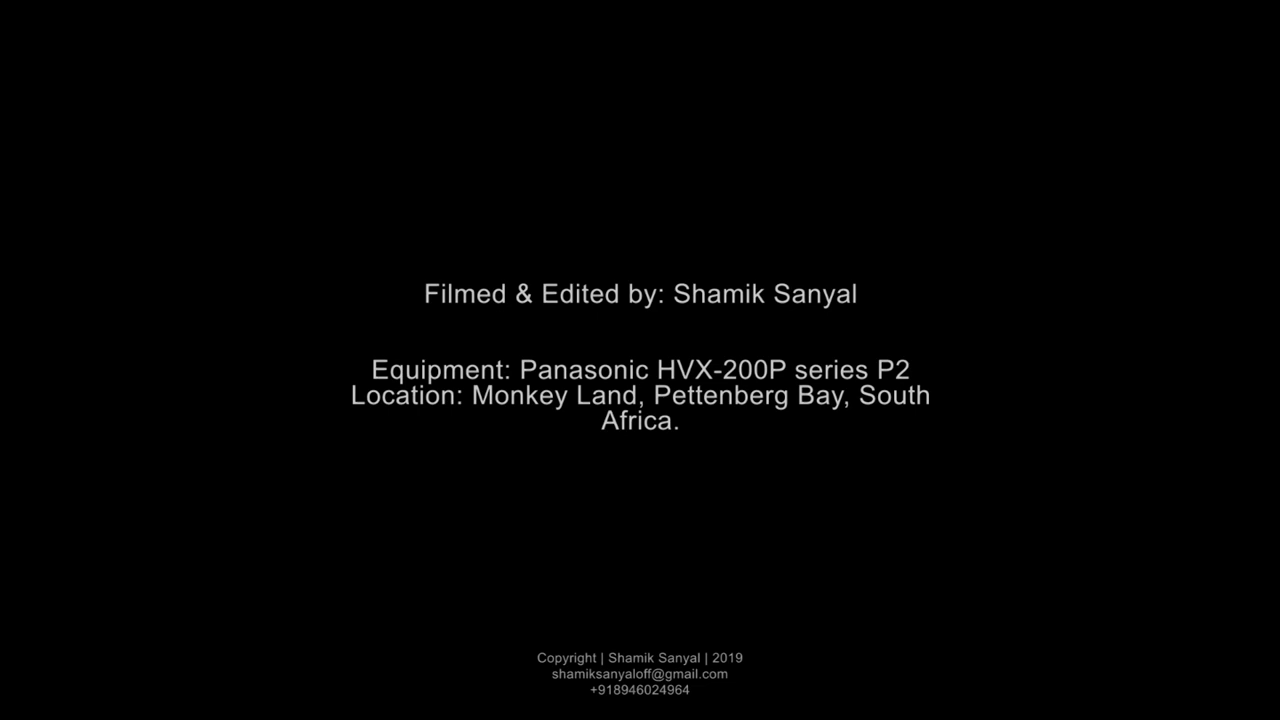 Filmed & Edited by: Shamik Sanyal
Equipment: Panasonic HVX-200P series P2
Location: Monkey Land, Pettenberg Bay, South
Africa.
Copyright | Shamik Sanyal | 2019
shamiksanyaloff@gmail.com
+918946024964